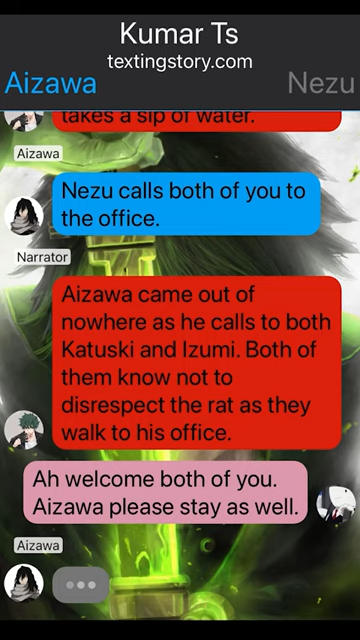 Kumar Ts
textingstory.com
Aizawa Nezu
takes a sip of water.
Aizawa
Nezu calls both of you to
the office.
Narrator
Aizawa came out of
nowhere as he calls to both
Katuski and Izumi. Both of
them know not to
disrespect the rat as they
walk to his office.
Ah welcome both of you.
Aizawa please stay as well.
Aizawa